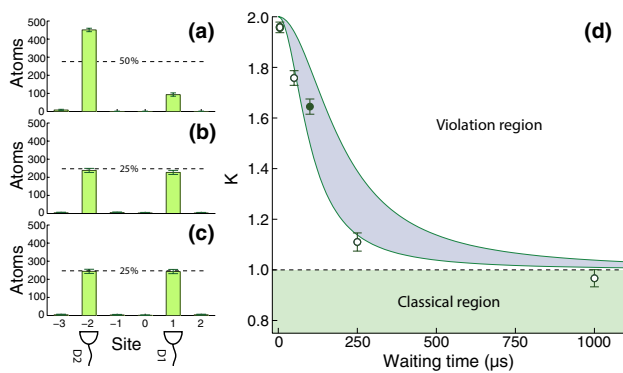 (a)
500
400
300
200
100
0
Atoms
50%
(b)
500
400
300
200
100
0
Atoms
25%
(c)
500
400
300
200
100
0
Atoms
25%
−3 −2 −1 0 1 2
Site
D2 D1
(d)
2.0
1.8
1.6
1.4
1.2
1.0
0.8
K
Violation region
Classical region
0 250 500 750 1000
Waiting time (μs)